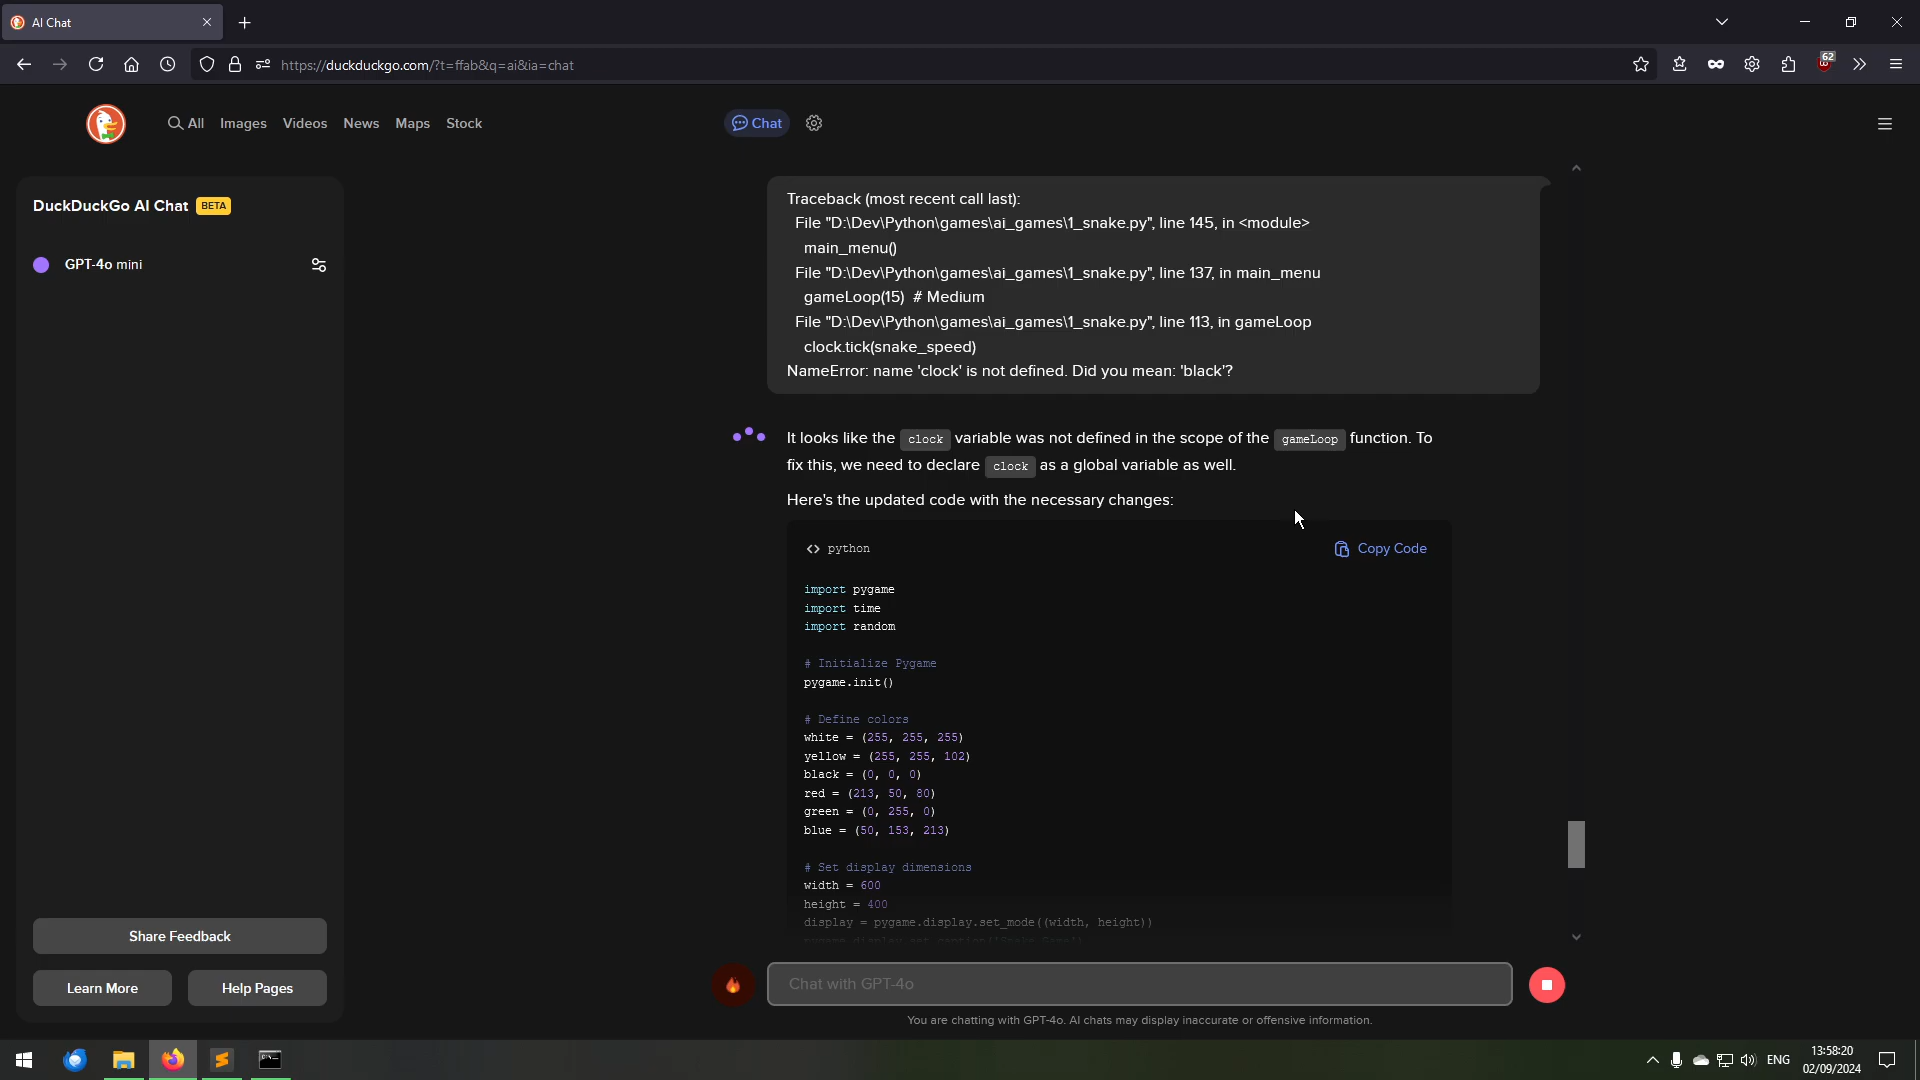 AI Chat
62
https://duckduckgo.com/?t=ffab&q=ai&ia=chat
All Images Videos News Maps Stock
Chat
DuckDuckGo AI Chat BETA
GPT-4o mini
Traceback (most recent call last):
File "D:\Dev\Python\games\ai_games\1_snake.py", line 145, in <module>
main_menu()
File "D:\Dev\Python\games\ai_games\1_snake.py", line 137, in main_menu
gameLoop(15)  # Medium
File "D:\Dev\Python\games\ai_games\1_snake.py", line 113, in gameLoop
clock.tick(snake_speed)
NameError: name 'clock' is not defined. Did you mean: 'black'?
It looks like the clock variable was not defined in the scope of the gameLoop function. To
fix this, we need to declare clock as a global variable as well.
Here's the updated code with the necessary changes:
<> python
Copy Code
import pygame
import time
import random
# Initialize Pygame
pygame.init()
# Define colors
white = (255, 255, 255)
yellow = (255, 255, 102)
black = (0, 0, 0)
red = (213, 50, 80)
green = (0, 255, 0)
blue = (50, 153, 213)
# Set display dimensions
width = 600
height = 400
display = pygame.display.set_mode((width, height))
pygame.display.set_caption('Snake Game')
Share Feedback
Learn More
Help Pages
Chat with GPT-4o
You are chatting with GPT-4o. AI chats may display inaccurate or offensive information.
ENG
13:58:20
02/09/2024